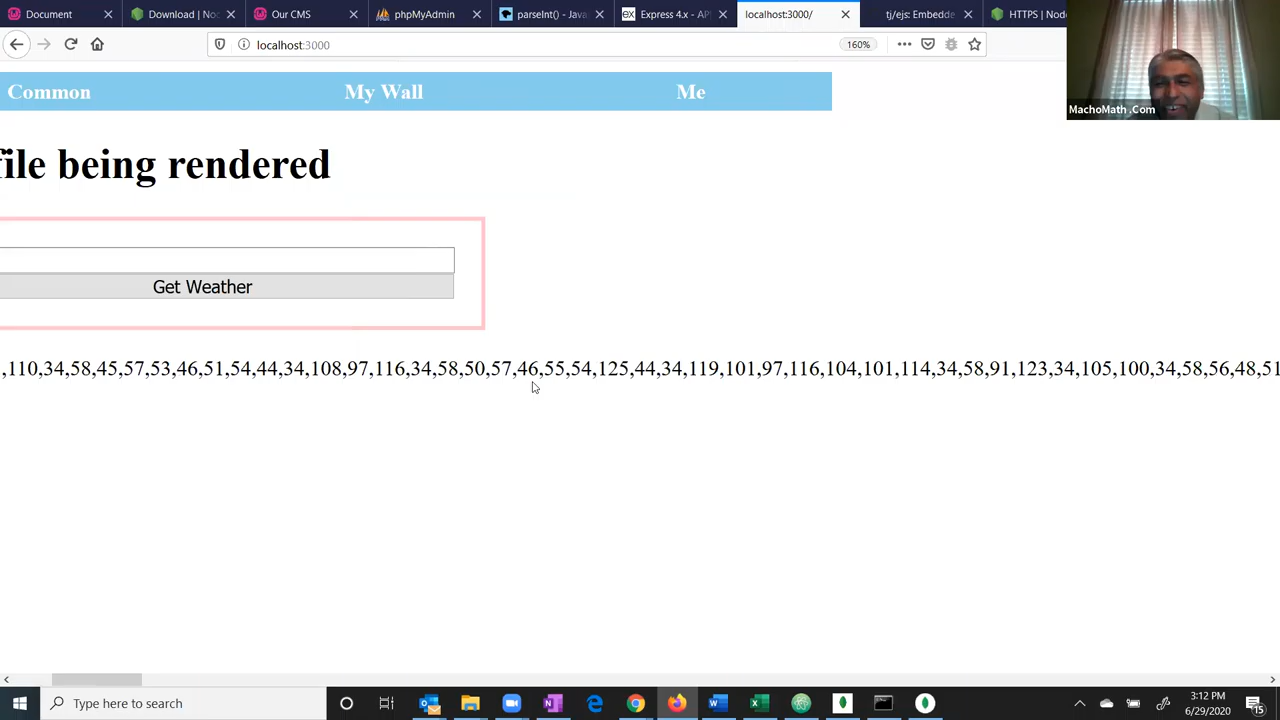 Document
Download | Noc
Our CMS
phpMyAdmin
parseInt() - Java
Express 4.x - AP
localhost:3000/
tj/ejs: Embedde
HTTPS | Node
localhost:3000
160%
MachoMath .Com
Common My Wall Me
file being rendered
Get Weather
,110,34,58,45,57,53,46,51,54,44,34,108,97,116,34,58,50,57,46,55,54,125,44,34,119,101,97,116,104,101,114,34,58,91,123,34,105,100,34,58,56,48,51
Type here to search
3:12 PM
6/29/2020
15